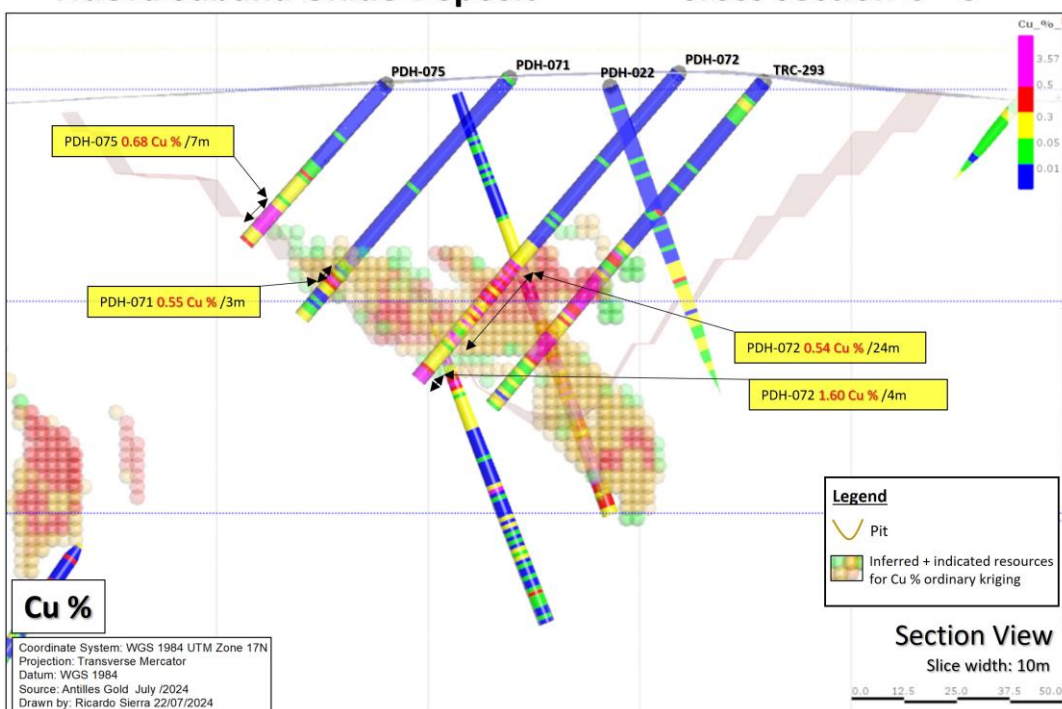 Cu_%_
3.57
0.5
0.3
0.05
0.01
PDH-075
PDH-071
PDH-022
PDH-072
TRC-293
PDH-075 0.68 Cu % /7m
PDH-071 0.55 Cu % /3m
PDH-072 0.54 Cu % /24m
PDH-072 1.60 Cu % /4m
Legend
Pit
Inferred + indicated resources
for Cu % ordinary kriging
Cu %
Coordinate System: WGS 1984 UTM Zone 17N
Projection: Transverse Mercator
Datum: WGS 1984
Source: Antilles Gold July /2024
Drawn by: Ricardo Sierra 22/07/2024
Section View
Slice width: 10m
0.0 12.5 25.0 37.5 50.0